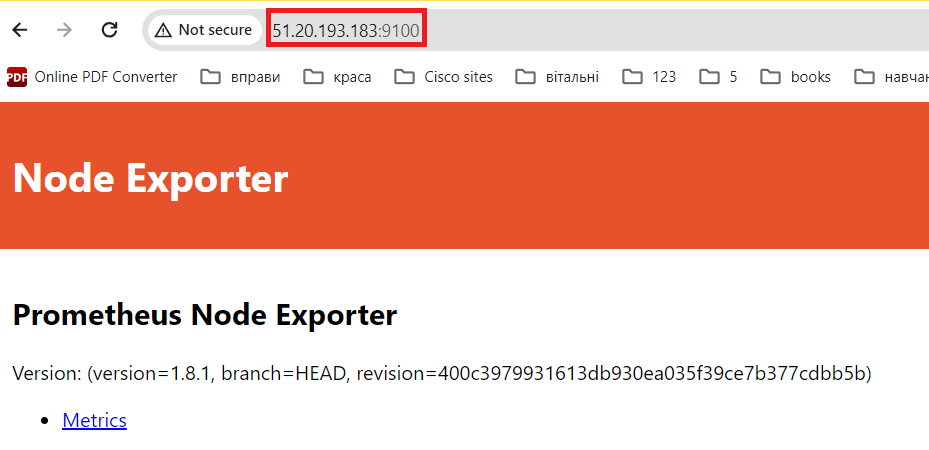 Not secure 51.20.193.183:9100
PDF Online PDF Converter вправи краса Cisco sites вітальні 123 5 books навчан
Node Exporter
Prometheus Node Exporter
Version: (version=1.8.1, branch=HEAD, revision=400c3979931613db930ea035f39ce7b377cdbb5b)
Metrics